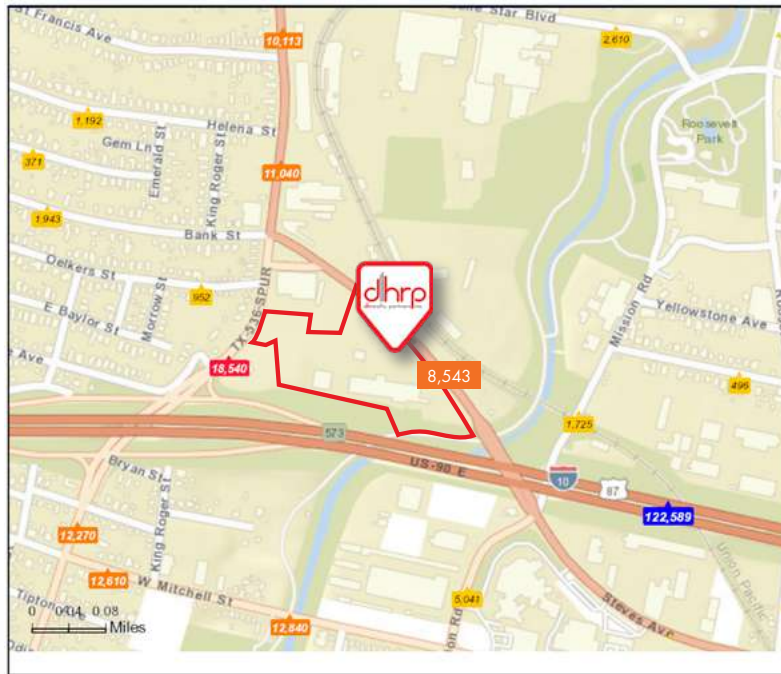 St Francis Ave
10,113
Star Blvd
2,610
1,192
Helena St
Roosevelt
Park
Gem Ln
Emerald St
King Roger St
371
11,040
1,943
Bank St
Oelkers St
952
TX-536-SPUR
dhrp
E Baylor St
Morrow St
Mission Rd
Yellowstone Ave
Ave
18,540
8,543
496
1,725
573
US-90 E
10
87
122,589
Bryan St
King Roger St
12,270
Union Pacific
12,610
W Mitchell St
5,041
Steves Ave
Tipton
0
0.08
Miles
12,840